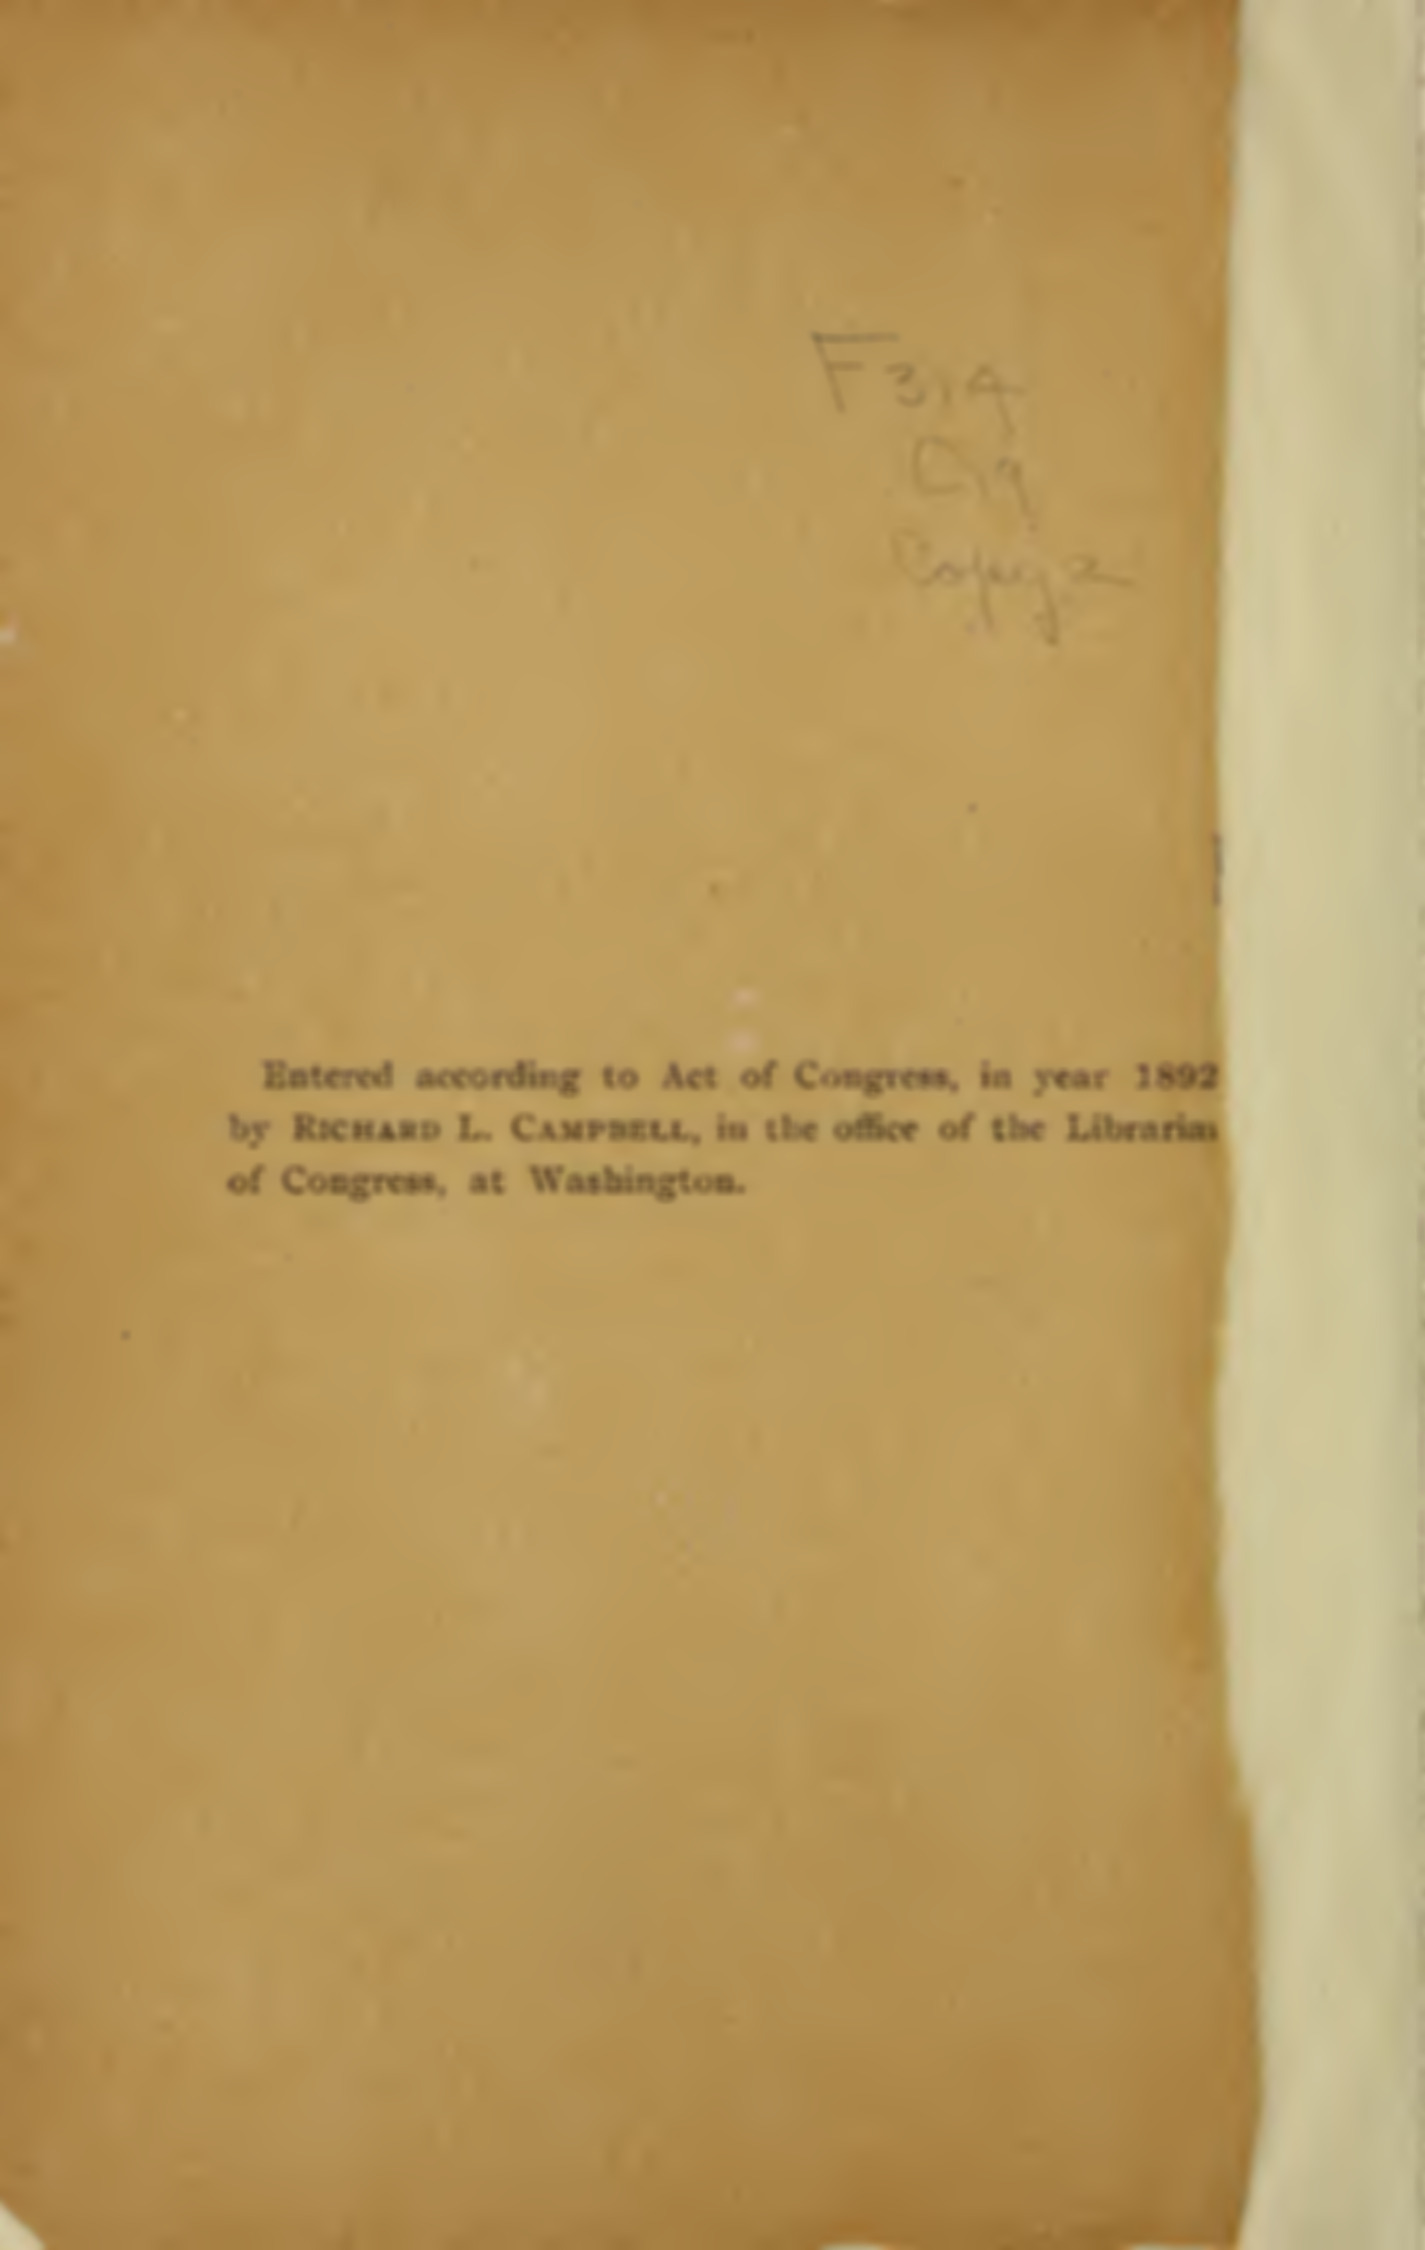 F314
C19
Copy 2
Entered according to Act of Congress, in year 1892
by RICHARD L. CAMPBELL, in the office of the Librarian
of Congress, at Washington.